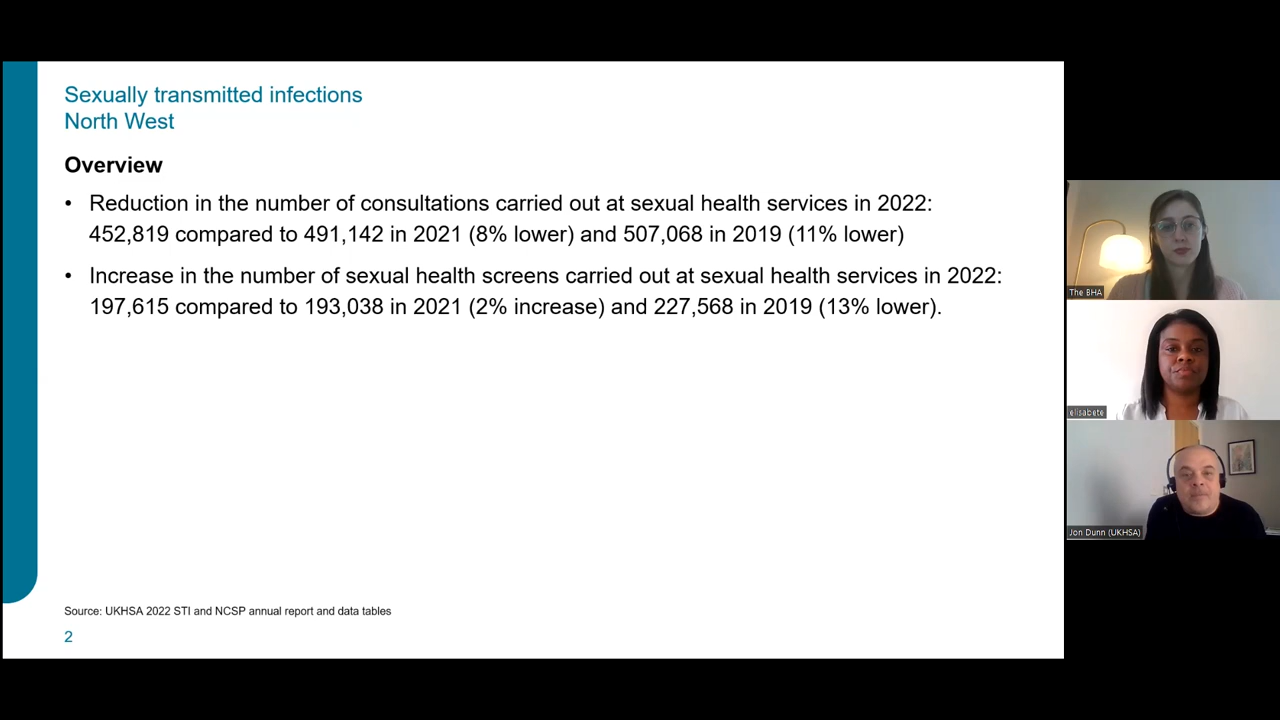 Sexually transmitted infections
North West
Overview
• Reduction in the number of consultations carried out at sexual health services in 2022:
452,819 compared to 491,142 in 2021 (8% lower) and 507,068 in 2019 (11% lower)
• Increase in the number of sexual health screens carried out at sexual health services in 2022:
197,615 compared to 193,038 in 2021 (2% increase) and 227,568 in 2019 (13% lower).
Source: UKHSA 2022 STI and NCSP annual report and data tables
2
The BHA
elisabete
Jon Dunn (UKHSA)